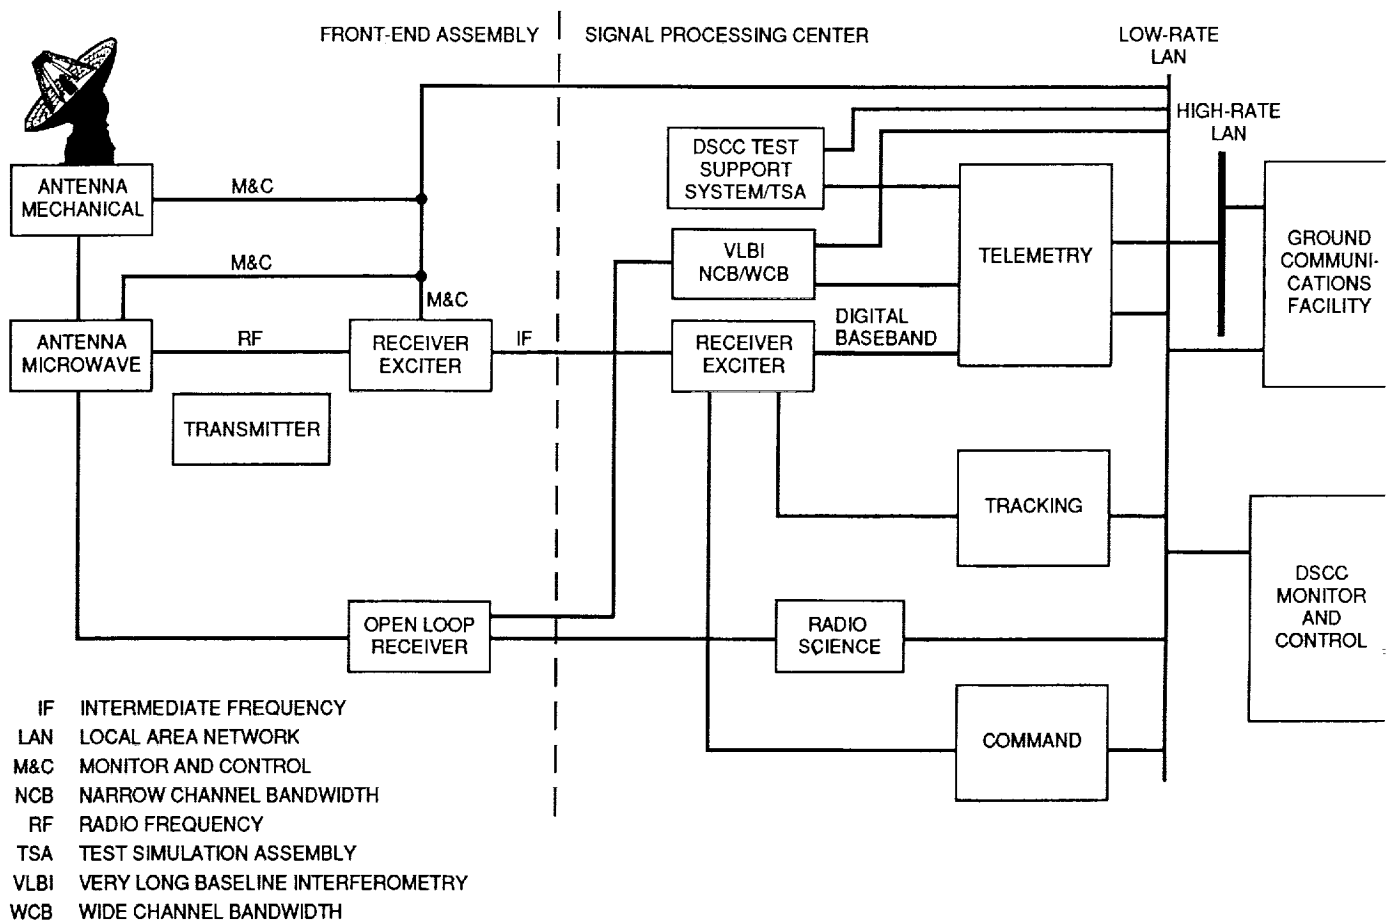 FRONT-END ASSEMBLY
SIGNAL PROCESSING CENTER
LOW-RATE
LAN
HIGH-RATE
LAN
DSCC TEST
SUPPORT
SYSTEM/TSA
ANTENNA
MECHANICAL
M&C
VLBI
NCB/WCB
TELEMETRY
GROUND
COMMUNI-
CATIONS
FACILITY
M&C
M&C
ANTENNA
MICROWAVE
RF
RECEIVER
EXCITER
IF
RECEIVER
EXCITER
DIGITAL
BASEBAND
TRANSMITTER
TRACKING
DSCC
MONITOR
AND
CONTROL
OPEN LOOP
RECEIVER
RADIO
SCIENCE
COMMAND
IF INTERMEDIATE FREQUENCY
LAN LOCAL AREA NETWORK
M&C MONITOR AND CONTROL
NCB NARROW CHANNEL BANDWIDTH
RF RADIO FREQUENCY
TSA TEST SIMULATION ASSEMBLY
VLBI VERY LONG BASELINE INTERFEROMETRY
WCB WIDE CHANNEL BANDWIDTH